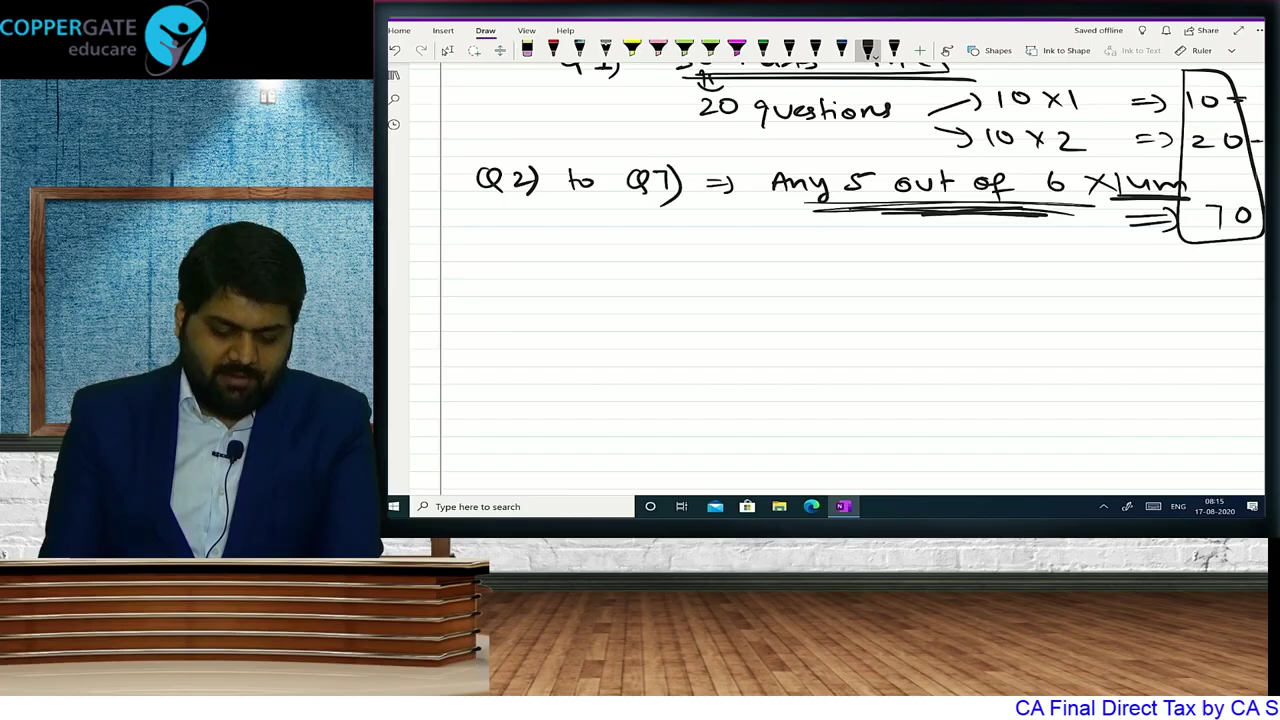 COPPERGATE
educare
Home Insert Draw View Help
Saved offline Share
Shapes Ink to Shape Ink to Text Ruler
20 questions → 10 X 1 ⇒ 10
→ 10 X 2 ⇒ 20
Q2) to Q7) ⇒ Any 5 out of 6 X 14m
⇒ 70
Type here to search
ENG
08:15
17-08-2020
CA Final Direct Tax by CA S